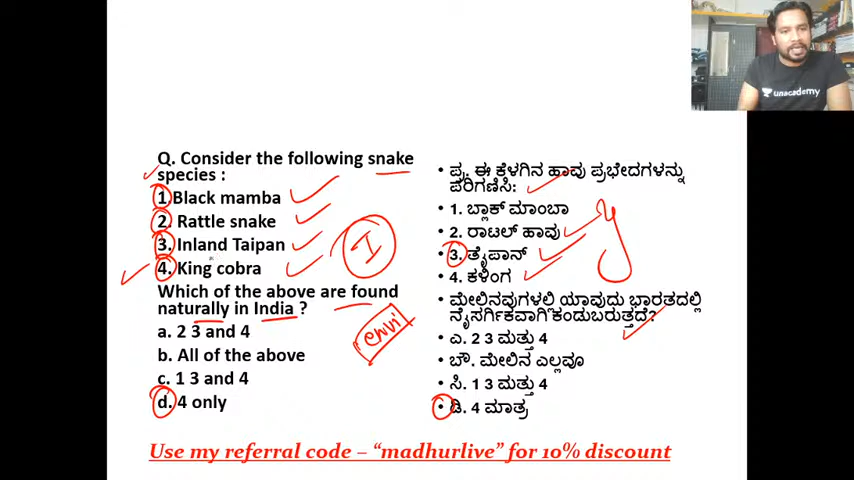 unacademy
Q. Consider the following snake
species :
1 Black mamba
2. Rattle snake
3. Inland Taipan
4. King cobra
Which of the above are found
naturally in India ?
a. 2 3 and 4
b. All of the above
c. 1 3 and 4
d. 4 only
I
envi
• ಪ್ರ. ಈ ಕೆಳಗಿನ ಹಾವು ಪ್ರಭೇದಗಳನ್ನು
ಪರಿಗಣಿಸಿ:
• 1. ಬ್ಲಾಕ್ ಮಾಂಬಾ
• 2. ರಾಟಲ್ ಹಾವು
• 3. ತೈಪಾನ್
• 4. ಕಳಿಂಗ
• ಮೇಲಿನವುಗಳಲ್ಲಿ ಯಾವುದು ಭಾರತದಲ್ಲಿ
ನೈಸರ್ಗಿಕವಾಗಿ ಕಂಡುಬರುತ್ತದೆ?
• ಎ. 2 3 ಮತ್ತು 4
• ಬೌ. ಮೇಲಿನ ಎಲ್ಲವೂ
• ಸಿ. 1 3 ಮತ್ತು 4
• ಡಿ. 4 ಮಾತ್ರ
Use my referral code – “madhurlive” for 10% discount